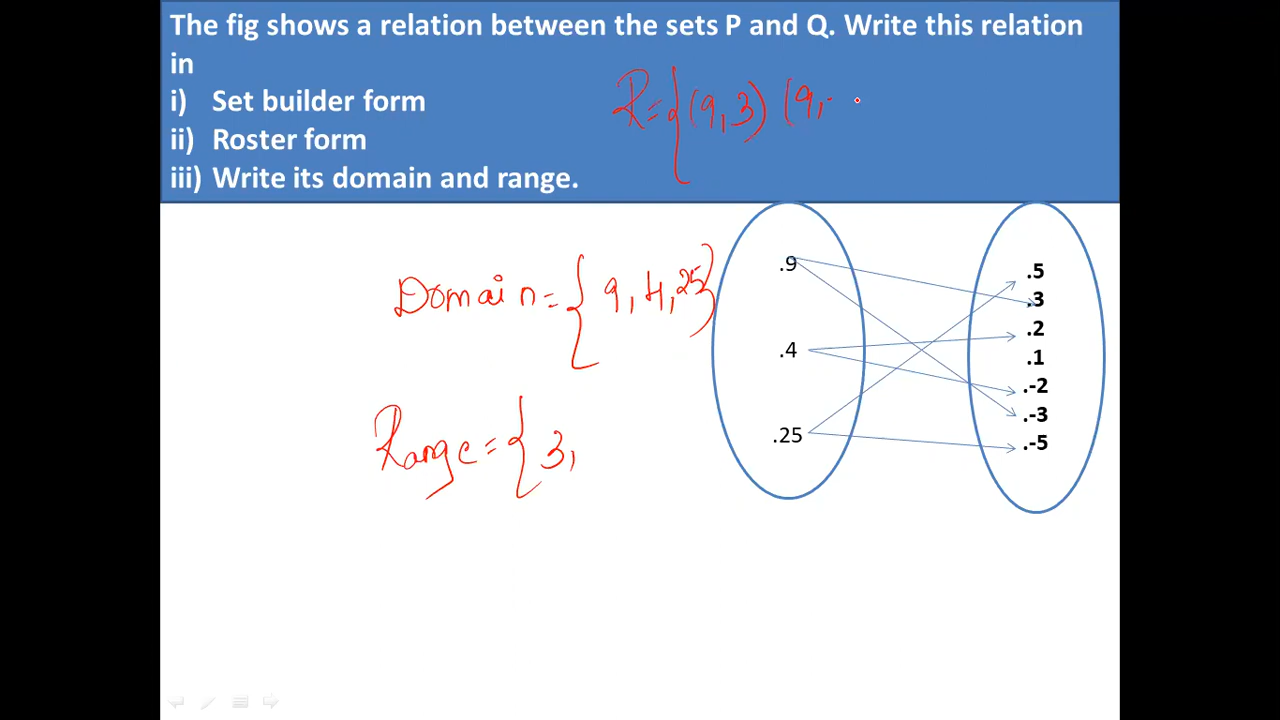 The fig shows a relation between the sets P and Q. Write this relation
in
i) Set builder form
ii) Roster form
iii) Write its domain and range.
R={(9,3) (9,-
Domain={9,4,25}
Range={3,
.9
.4
.25
.5
.3
.2
.1
.-2
.-3
.-5